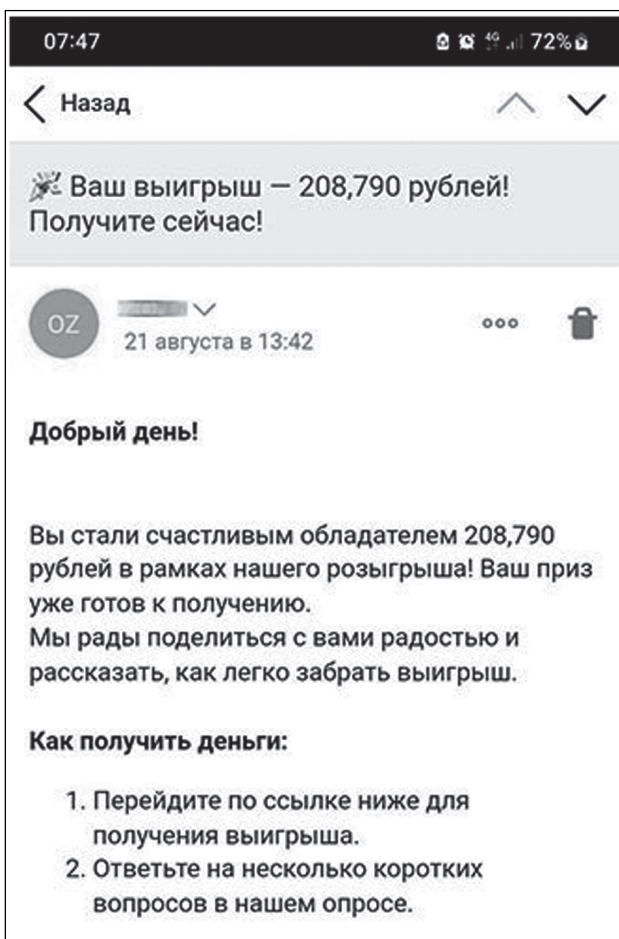 07:47
4G 72%
Назад
Ваш выигрыш — 208,790 рублей!
Получите сейчас!
OZ
21 августа в 13:42
Добрый день!
Вы стали счастливым обладателем 208,790
рублей в рамках нашего розыгрыша! Ваш приз
уже готов к получению.
Мы рады поделиться с вами радостью и
рассказать, как легко забрать выигрыш.
Как получить деньги:
1. Перейдите по ссылке ниже для
получения выигрыша.
2. Ответьте на несколько коротких
вопросов в нашем опросе.